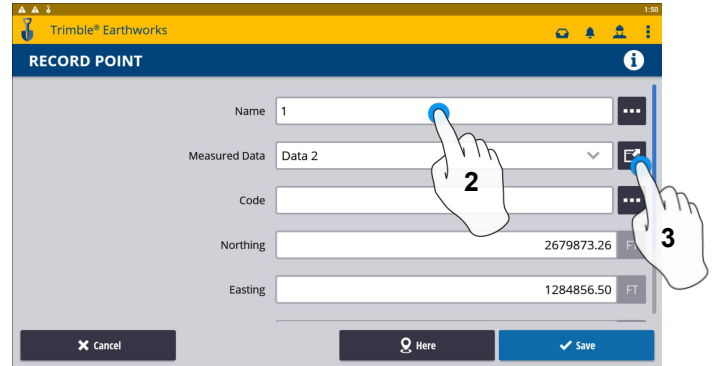 1:50
Trimble® Earthworks
RECORD POINT
Name 1
Measured Data Data 2
2
Code
3
Northing 2679873.26 FT
Easting 1284856.50 FT
Cancel Here Save